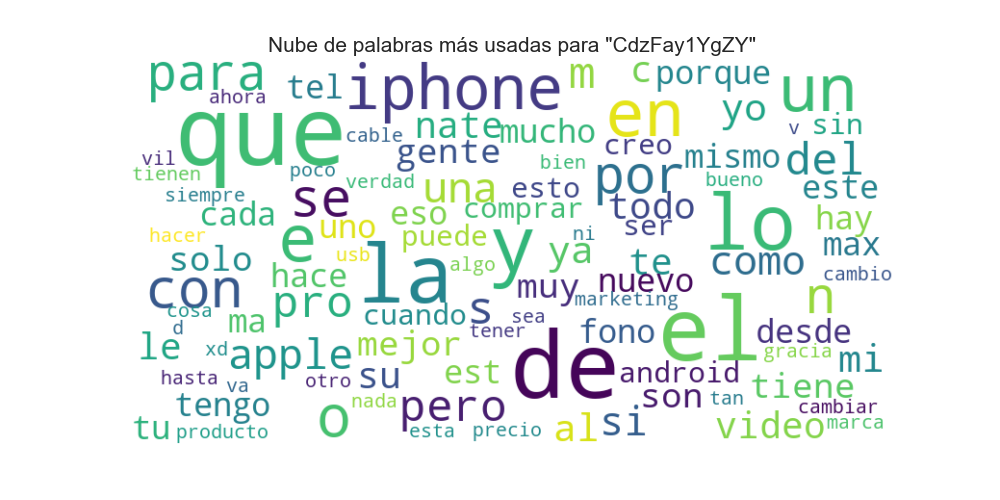 Nube de palabras más usadas para "CdzFay1YgZY"
para ahora tel iphone m c porque un
que cable nate mucho en yo v sin
vil tienen poco gente bien creo mismo del
siempre verdad una esto por bueno este
cada se eso comprar todo lo hay
hacer uno e puede ni ser max
solo usb la algo y ya te como cambio
con hace pro s muy nuevo marketing n
cosa d ma cuando tener sea fono el desde
le xd apple mejor de gracia mi
hasta va otro su est android tiene
tengo nada pero son tan cambiar
tu producto o esta precio al si video marca